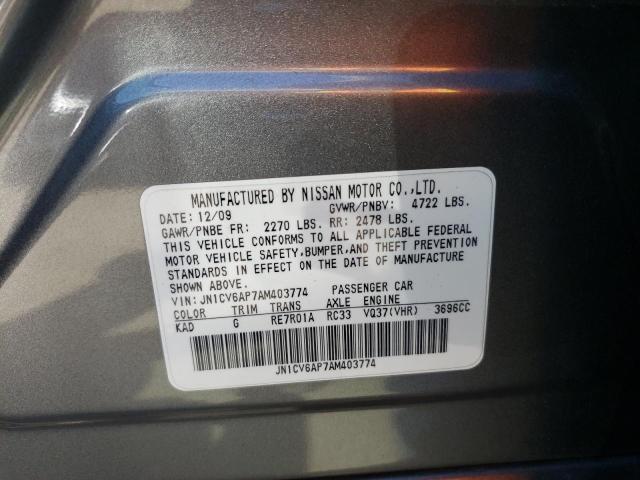 MANUFACTURED BY NISSAN MOTOR CO.,LTD.
DATE: 12/09 GVWR/PNBV: 4722 LBS.
GAWR/PNBE FR: 2270 LBS. RR: 2478 LBS.
THIS VEHICLE CONFORMS TO ALL APPLICABLE FEDERAL
MOTOR VEHICLE SAFETY,BUMPER,AND THEFT PREVENTION
STANDARDS IN EFFECT ON THE DATE OF MANUFACTURE
SHOWN ABOVE.
VIN: JN1CV6AP7AM403774 PASSENGER CAR
COLOR TRIM TRANS AXLE ENGINE
KAD G RE7R01A RC33 VQ37(VHR) 3696CC
JN1CV6AP7AM403774